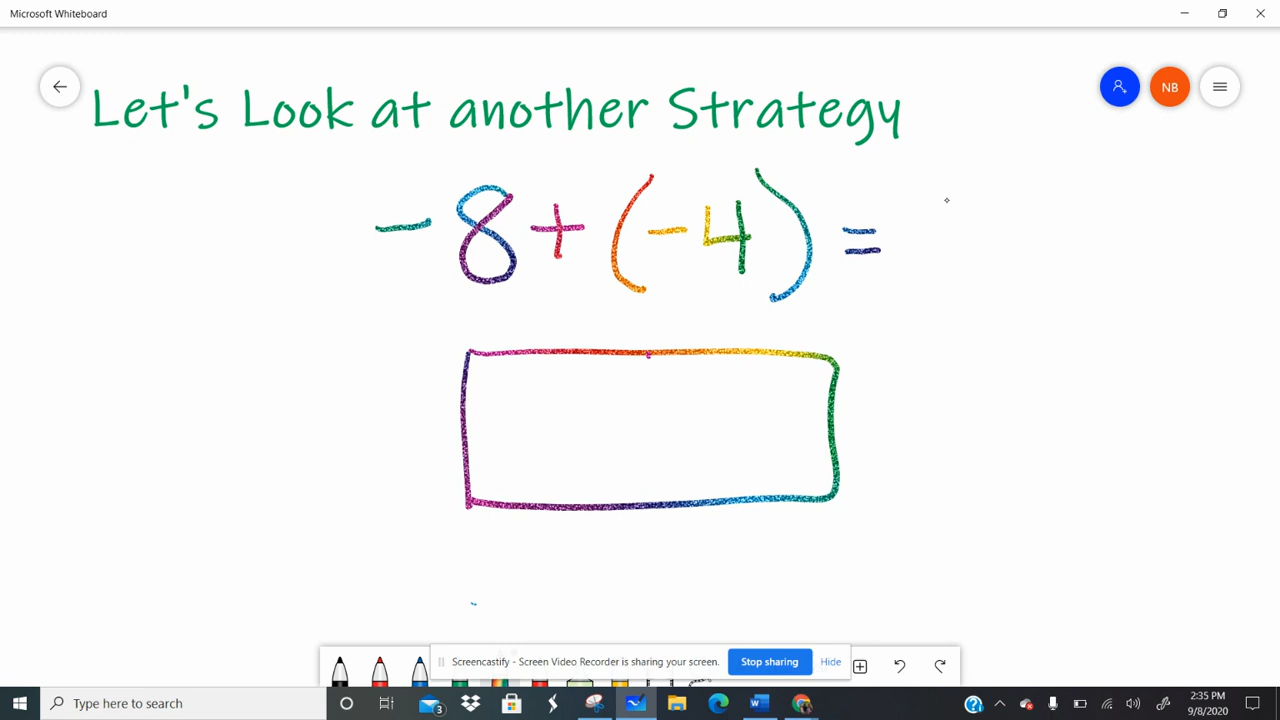 Microsoft Whiteboard
NB
Let's Look at another Strategy
-8+(-4)=
Screencastify - Screen Video Recorder is sharing your screen.
Stop sharing
Hide
Type here to search
3
2:35 PM
9/8/2020